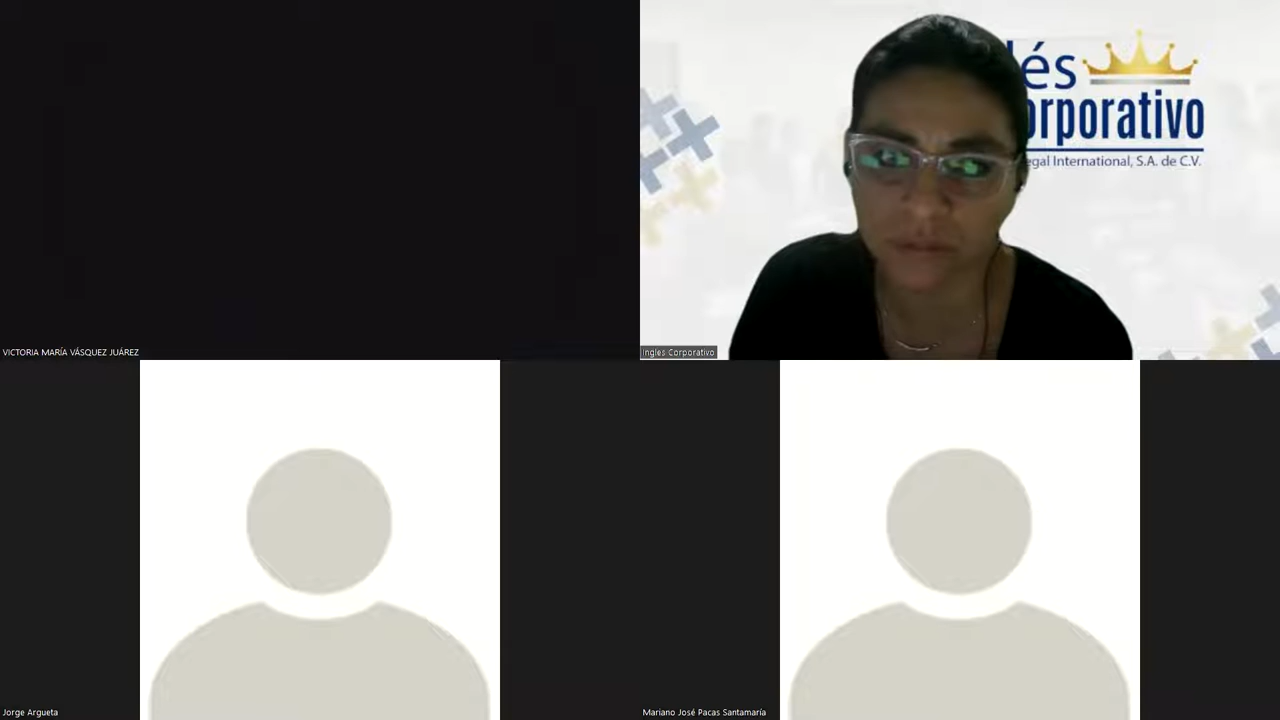 VICTORIA MARÍA VÁSQUEZ JUÁREZ
lés
orporativo
egal International, S.A. de C.V.
Ingles Corporativo
Jorge Argueta
Mariano José Pacas Santamaría